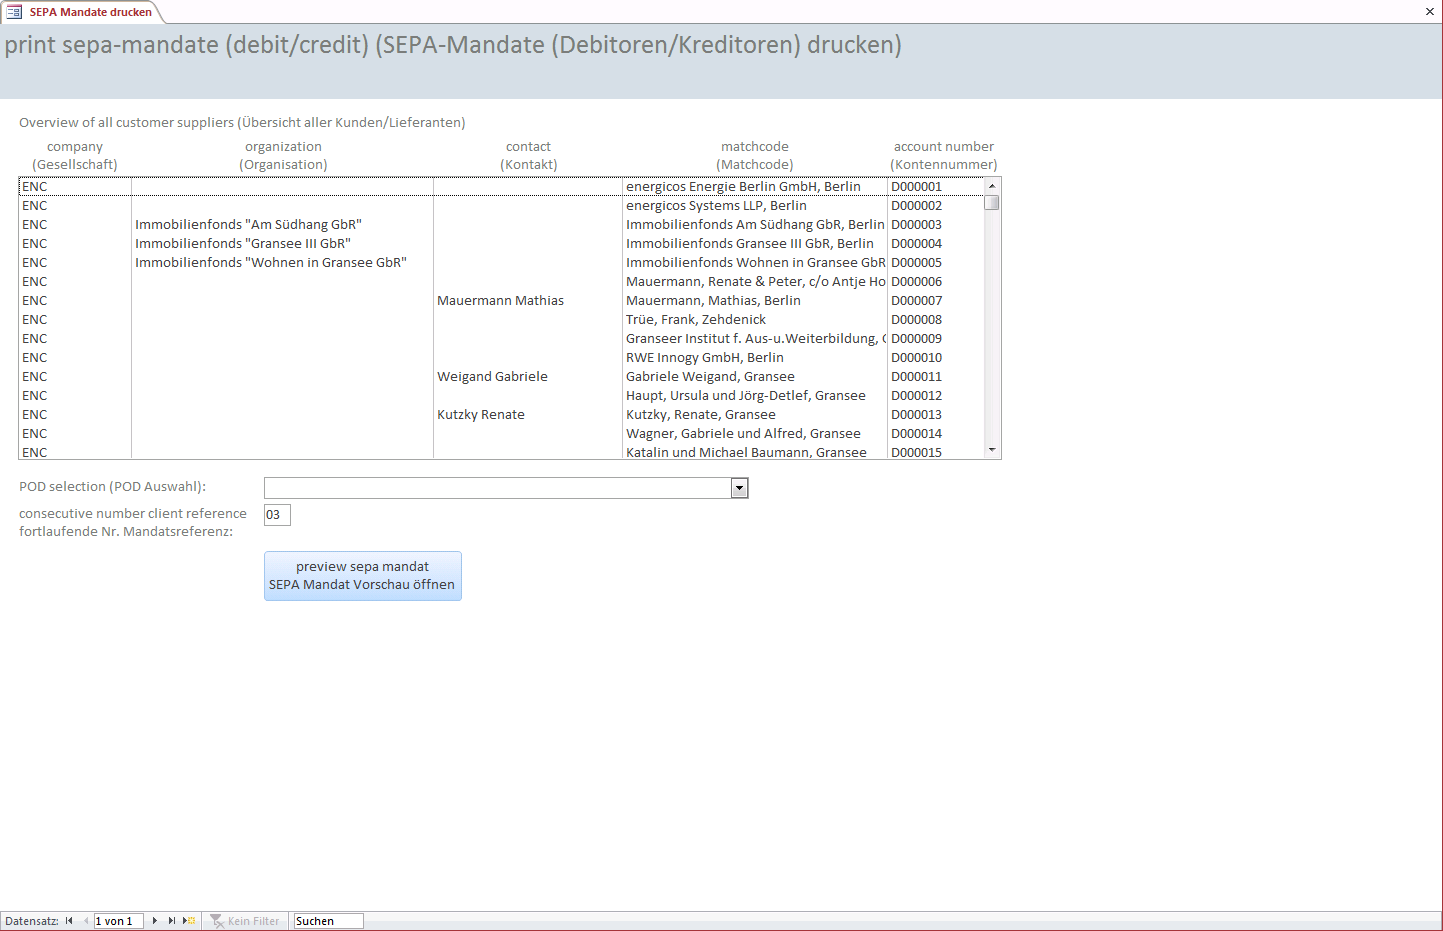 SEPA Mandate drucken
print sepa-mandate (debit/credit) (SEPA-Mandate (Debitoren/Kreditoren) drucken)
Overview of all customer suppliers (Übersicht aller Kunden/Lieferanten)
company organization contact matchcode account number
(Gesellschaft) (Organisation) (Kontakt) (Matchcode) (Kontennummer)
ENC energicos Energie Berlin GmbH, Berlin D000001
ENC energicos Systems LLP, Berlin D000002
ENC Immobilienfonds "Am Südhang GbR" Immobilienfonds Am Südhang GbR, Berlin D000003
ENC Immobilienfonds "Gransee III GbR" Immobilienfonds Gransee III GbR, Berlin D000004
ENC Immobilienfonds "Wohnen in Gransee GbR" Immobilienfonds Wohnen in Gransee GbR D000005
ENC Mauermann, Renate & Peter, c/o Antje Ho D000006
ENC Mauermann Mathias Mauermann, Mathias, Berlin D000007
ENC Trüe, Frank, Zehdenick D000008
ENC Granseer Institut f. Aus-u.Weiterbildung, D000009
ENC RWE Innogy GmbH, Berlin D000010
ENC Weigand Gabriele Gabriele Weigand, Gransee D000011
ENC Haupt, Ursula und Jörg-Detlef, Gransee D000012
ENC Kutzky Renate Kutzky, Renate, Gransee D000013
ENC Wagner, Gabriele und Alfred, Gransee D000014
ENC Katalin und Michael Baumann, Gransee D000015
POD selection (POD Auswahl):
consecutive number client reference 03
fortlaufende Nr. Mandatsreferenz:
preview sepa mandat
SEPA Mandat Vorschau öffnen
Datensatz: 1 von 1 Kein Filter Suchen